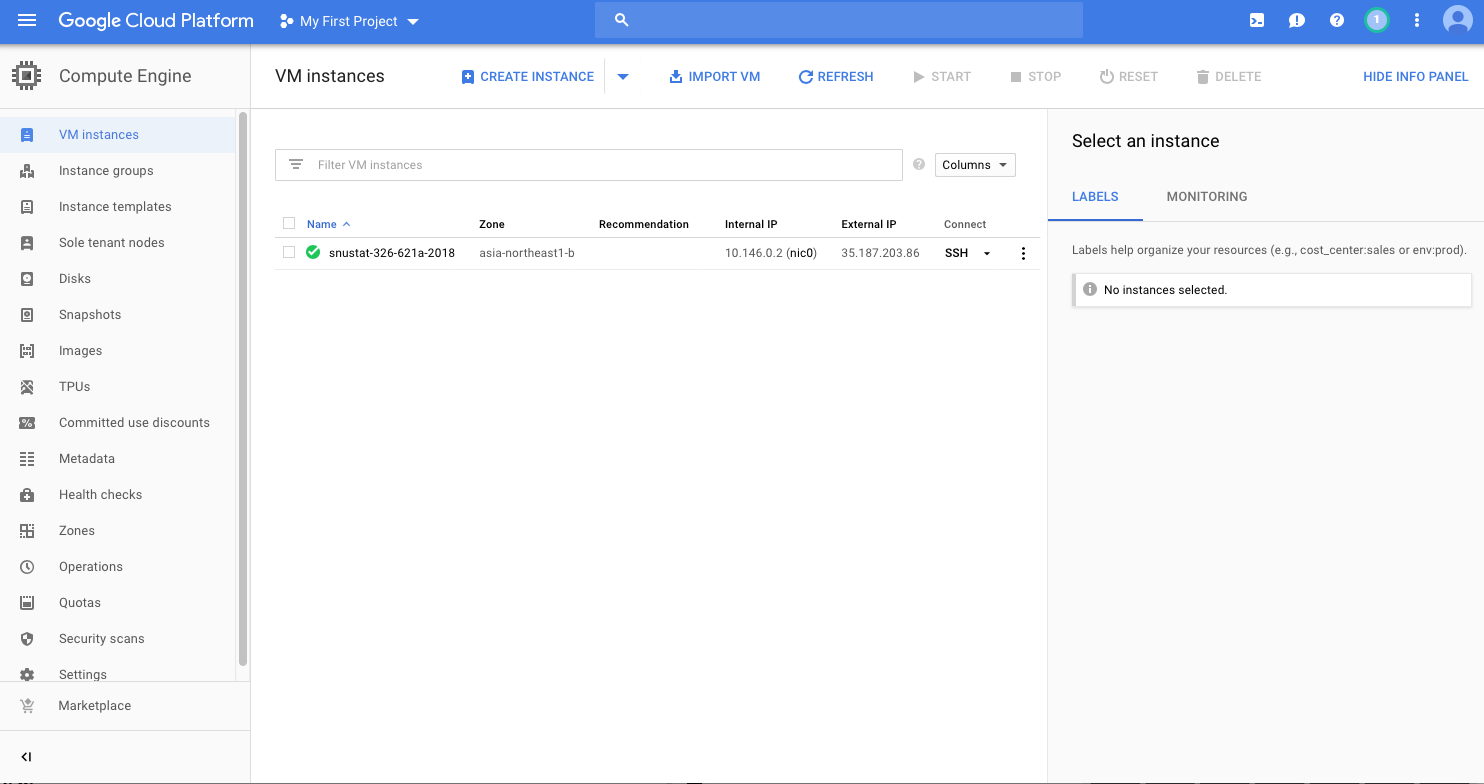 Google Cloud Platform
My First Project
1
Compute Engine
VM instances
CREATE INSTANCE
IMPORT VM
REFRESH
START
STOP
RESET
DELETE
HIDE INFO PANEL
VM instances
Instance groups
Instance templates
Sole tenant nodes
Disks
Snapshots
Images
TPUs
Committed use discounts
Metadata
Health checks
Zones
Operations
Quotas
Security scans
Settings
Marketplace
Filter VM instances
Columns
Name Zone Recommendation Internal IP External IP Connect
snustat-326-621a-2018 asia-northeast1-b 10.146.0.2 (nic0) 35.187.203.86 SSH
Select an instance
LABELS MONITORING
Labels help organize your resources (e.g., cost_center:sales or env:prod).
No instances selected.